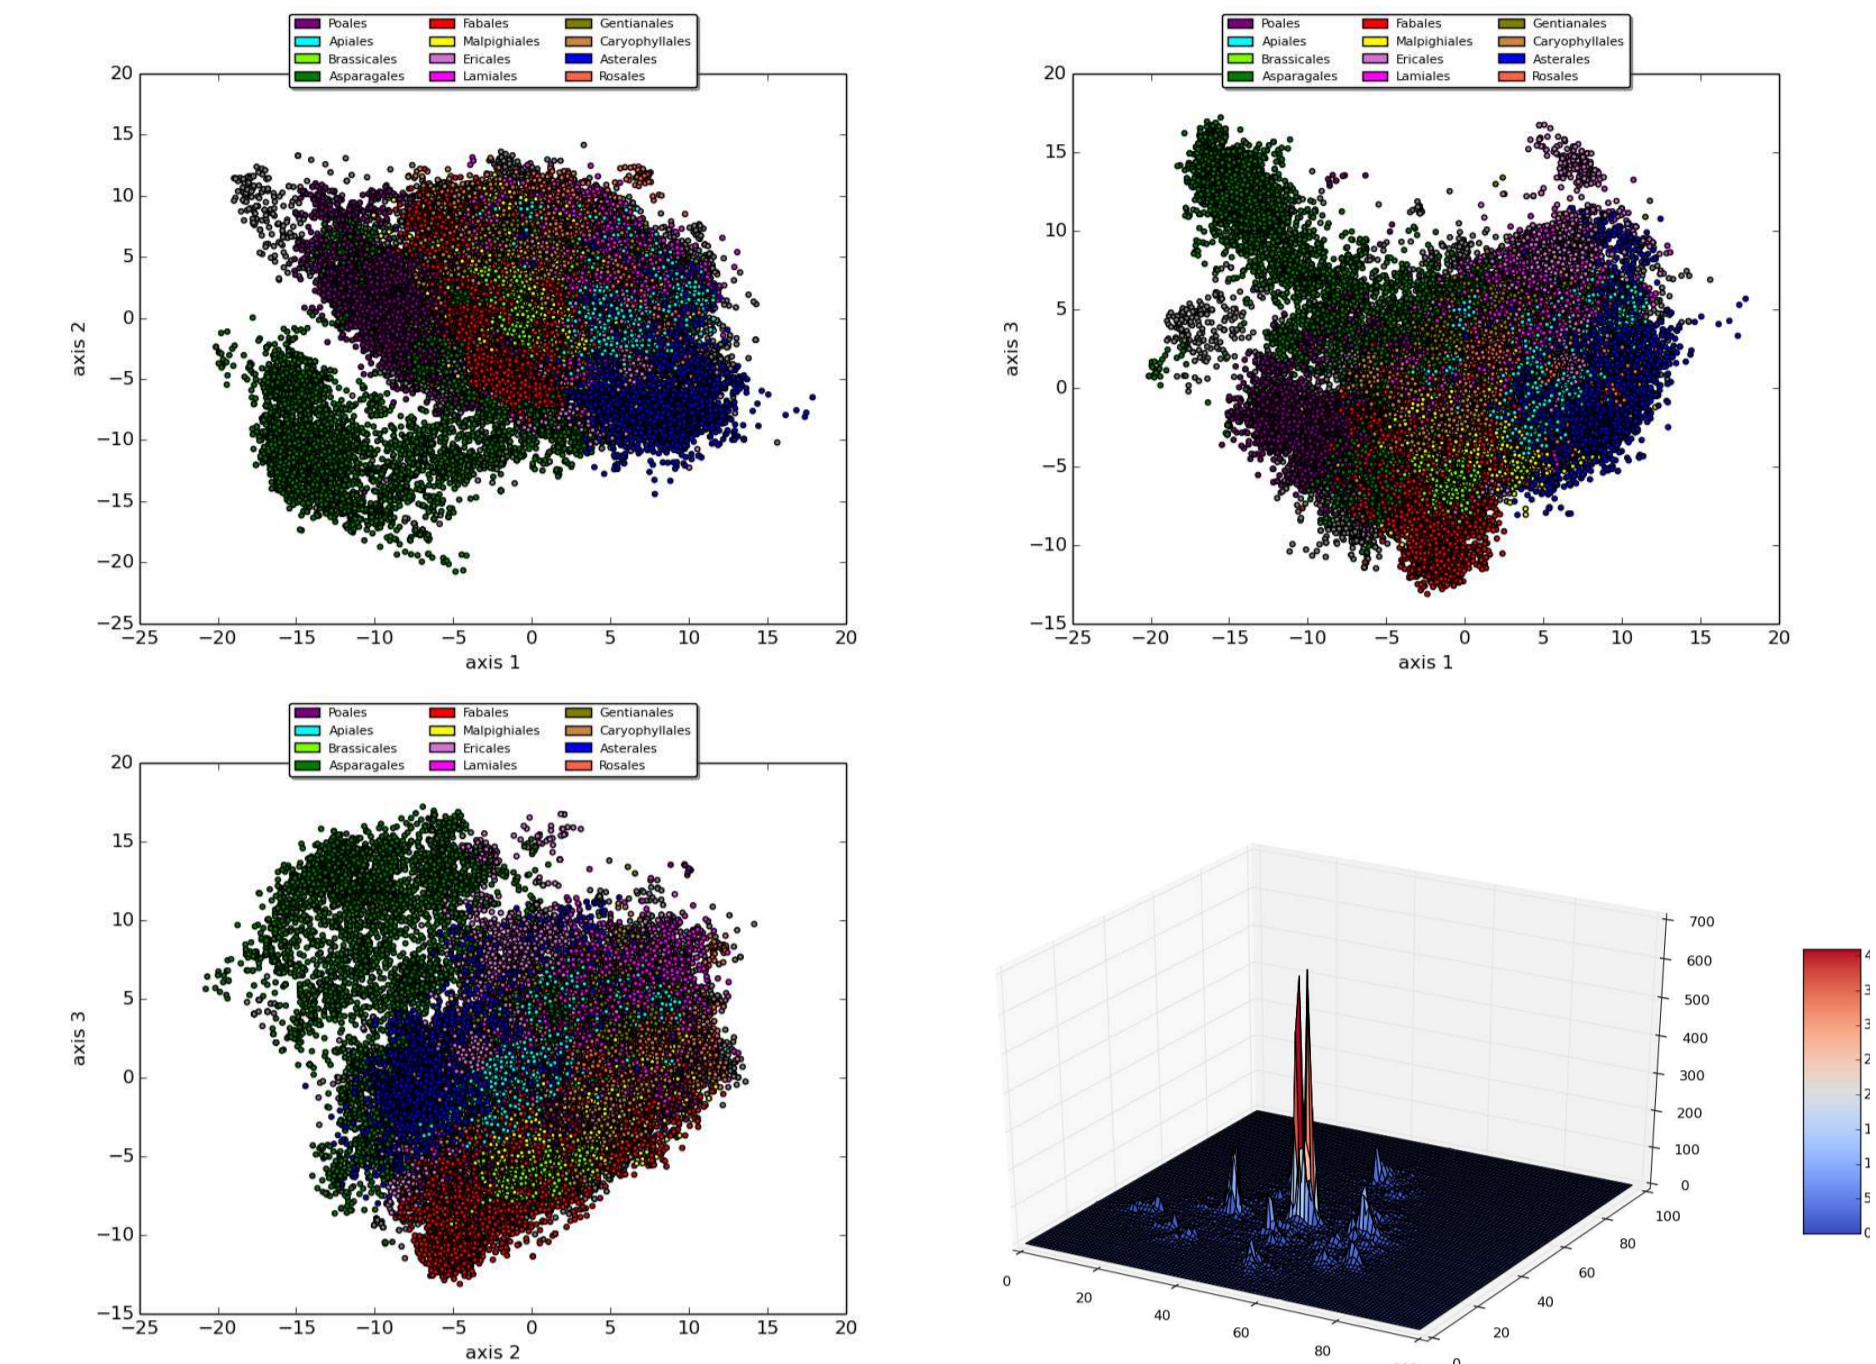 Poales Fabales Gentianales
Apiales Malpighiales Caryophyllales
Brassicales Ericales Asterales
Asparagales Lamiales Rosales
20
15
10
5
0
−5
−10
−15
−20
−25
axis 2
−25 −20 −15 −10 −5 0 5 10 15 20
axis 1
Poales Fabales Gentianales
Apiales Malpighiales Caryophyllales
Brassicales Ericales Asterales
Asparagales Lamiales Rosales
20
15
10
5
0
−5
−10
−15
axis 3
−25 −20 −15 −10 −5 0 5 10 15 20
axis 1
Poales Fabales Gentianales
Apiales Malpighiales Caryophyllales
Brassicales Ericales Asterales
Asparagales Lamiales Rosales
20
15
10
5
0
−5
−10
−15
axis 3
−25 −20 −15 −10 −5 0 5 10 15 20
axis 2
700
600
500
400
300
200
100
0
100
80
60
40
20
0
0
20
40
60
80